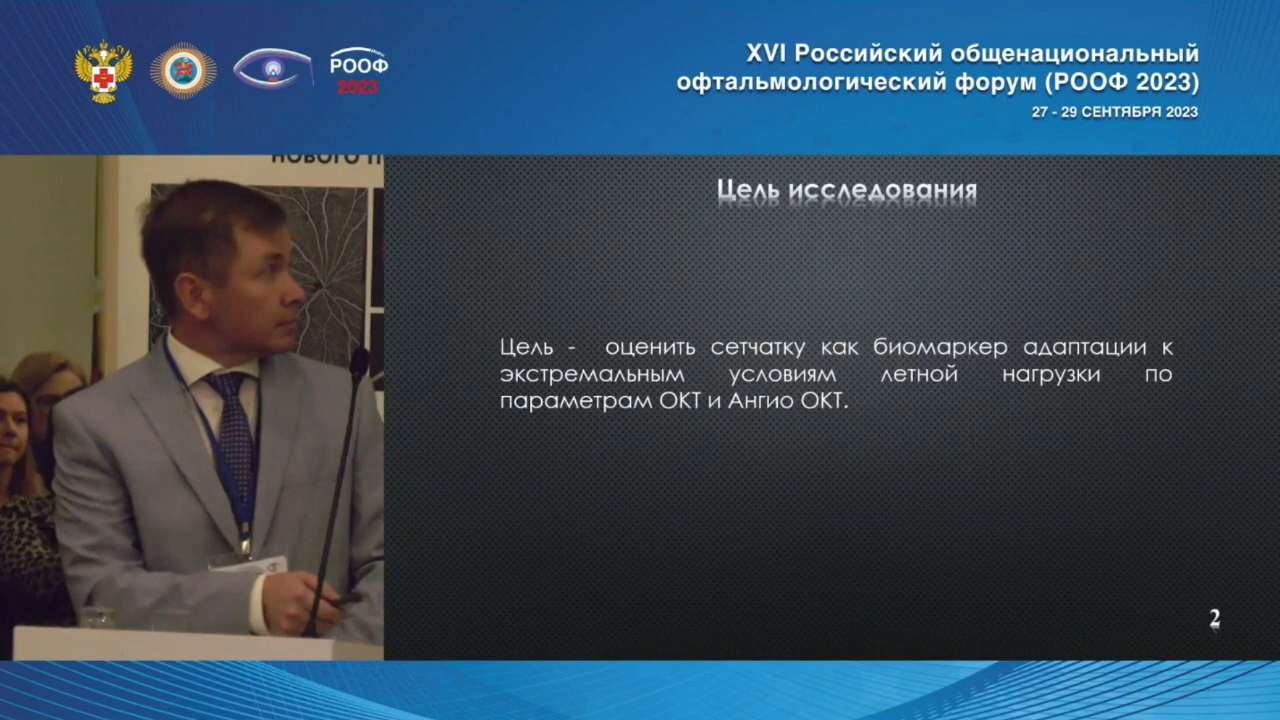 РООФ
2023
XVI Российский общенациональный
офтальмологический форум (РООФ 2023)
27 - 29 СЕНТЯБРЯ 2023
НОВОГО
Цель исследования
Цель - оценить сетчатку как биомаркер адаптации к
экстремальным условиям летной нагрузки по
параметрам ОКТ и Ангио ОКТ.
2